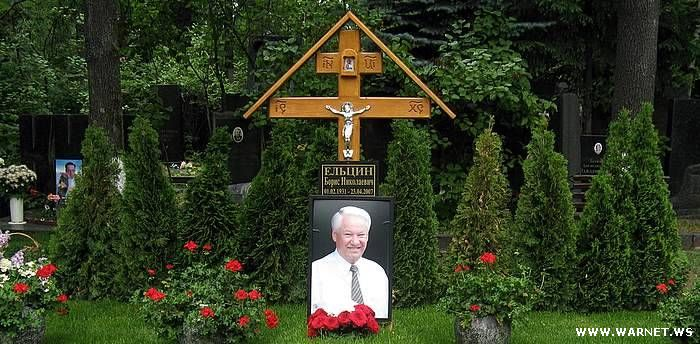 ЕЛЬЦИН
Борис Николаевич
01.02.1931 - 23.04.2007
WWW.WARNET.WS